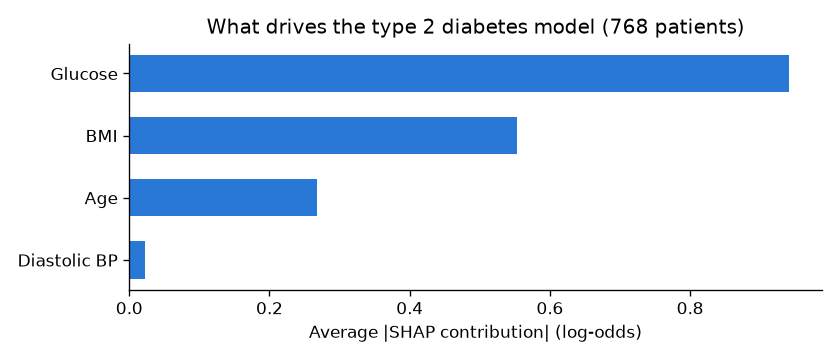 What drives the type 2 diabetes model (768 patients)
Glucose
BMI
Age
Diastolic BP
0.0 0.2 0.4 0.6 0.8
Average |SHAP contribution| (log-odds)